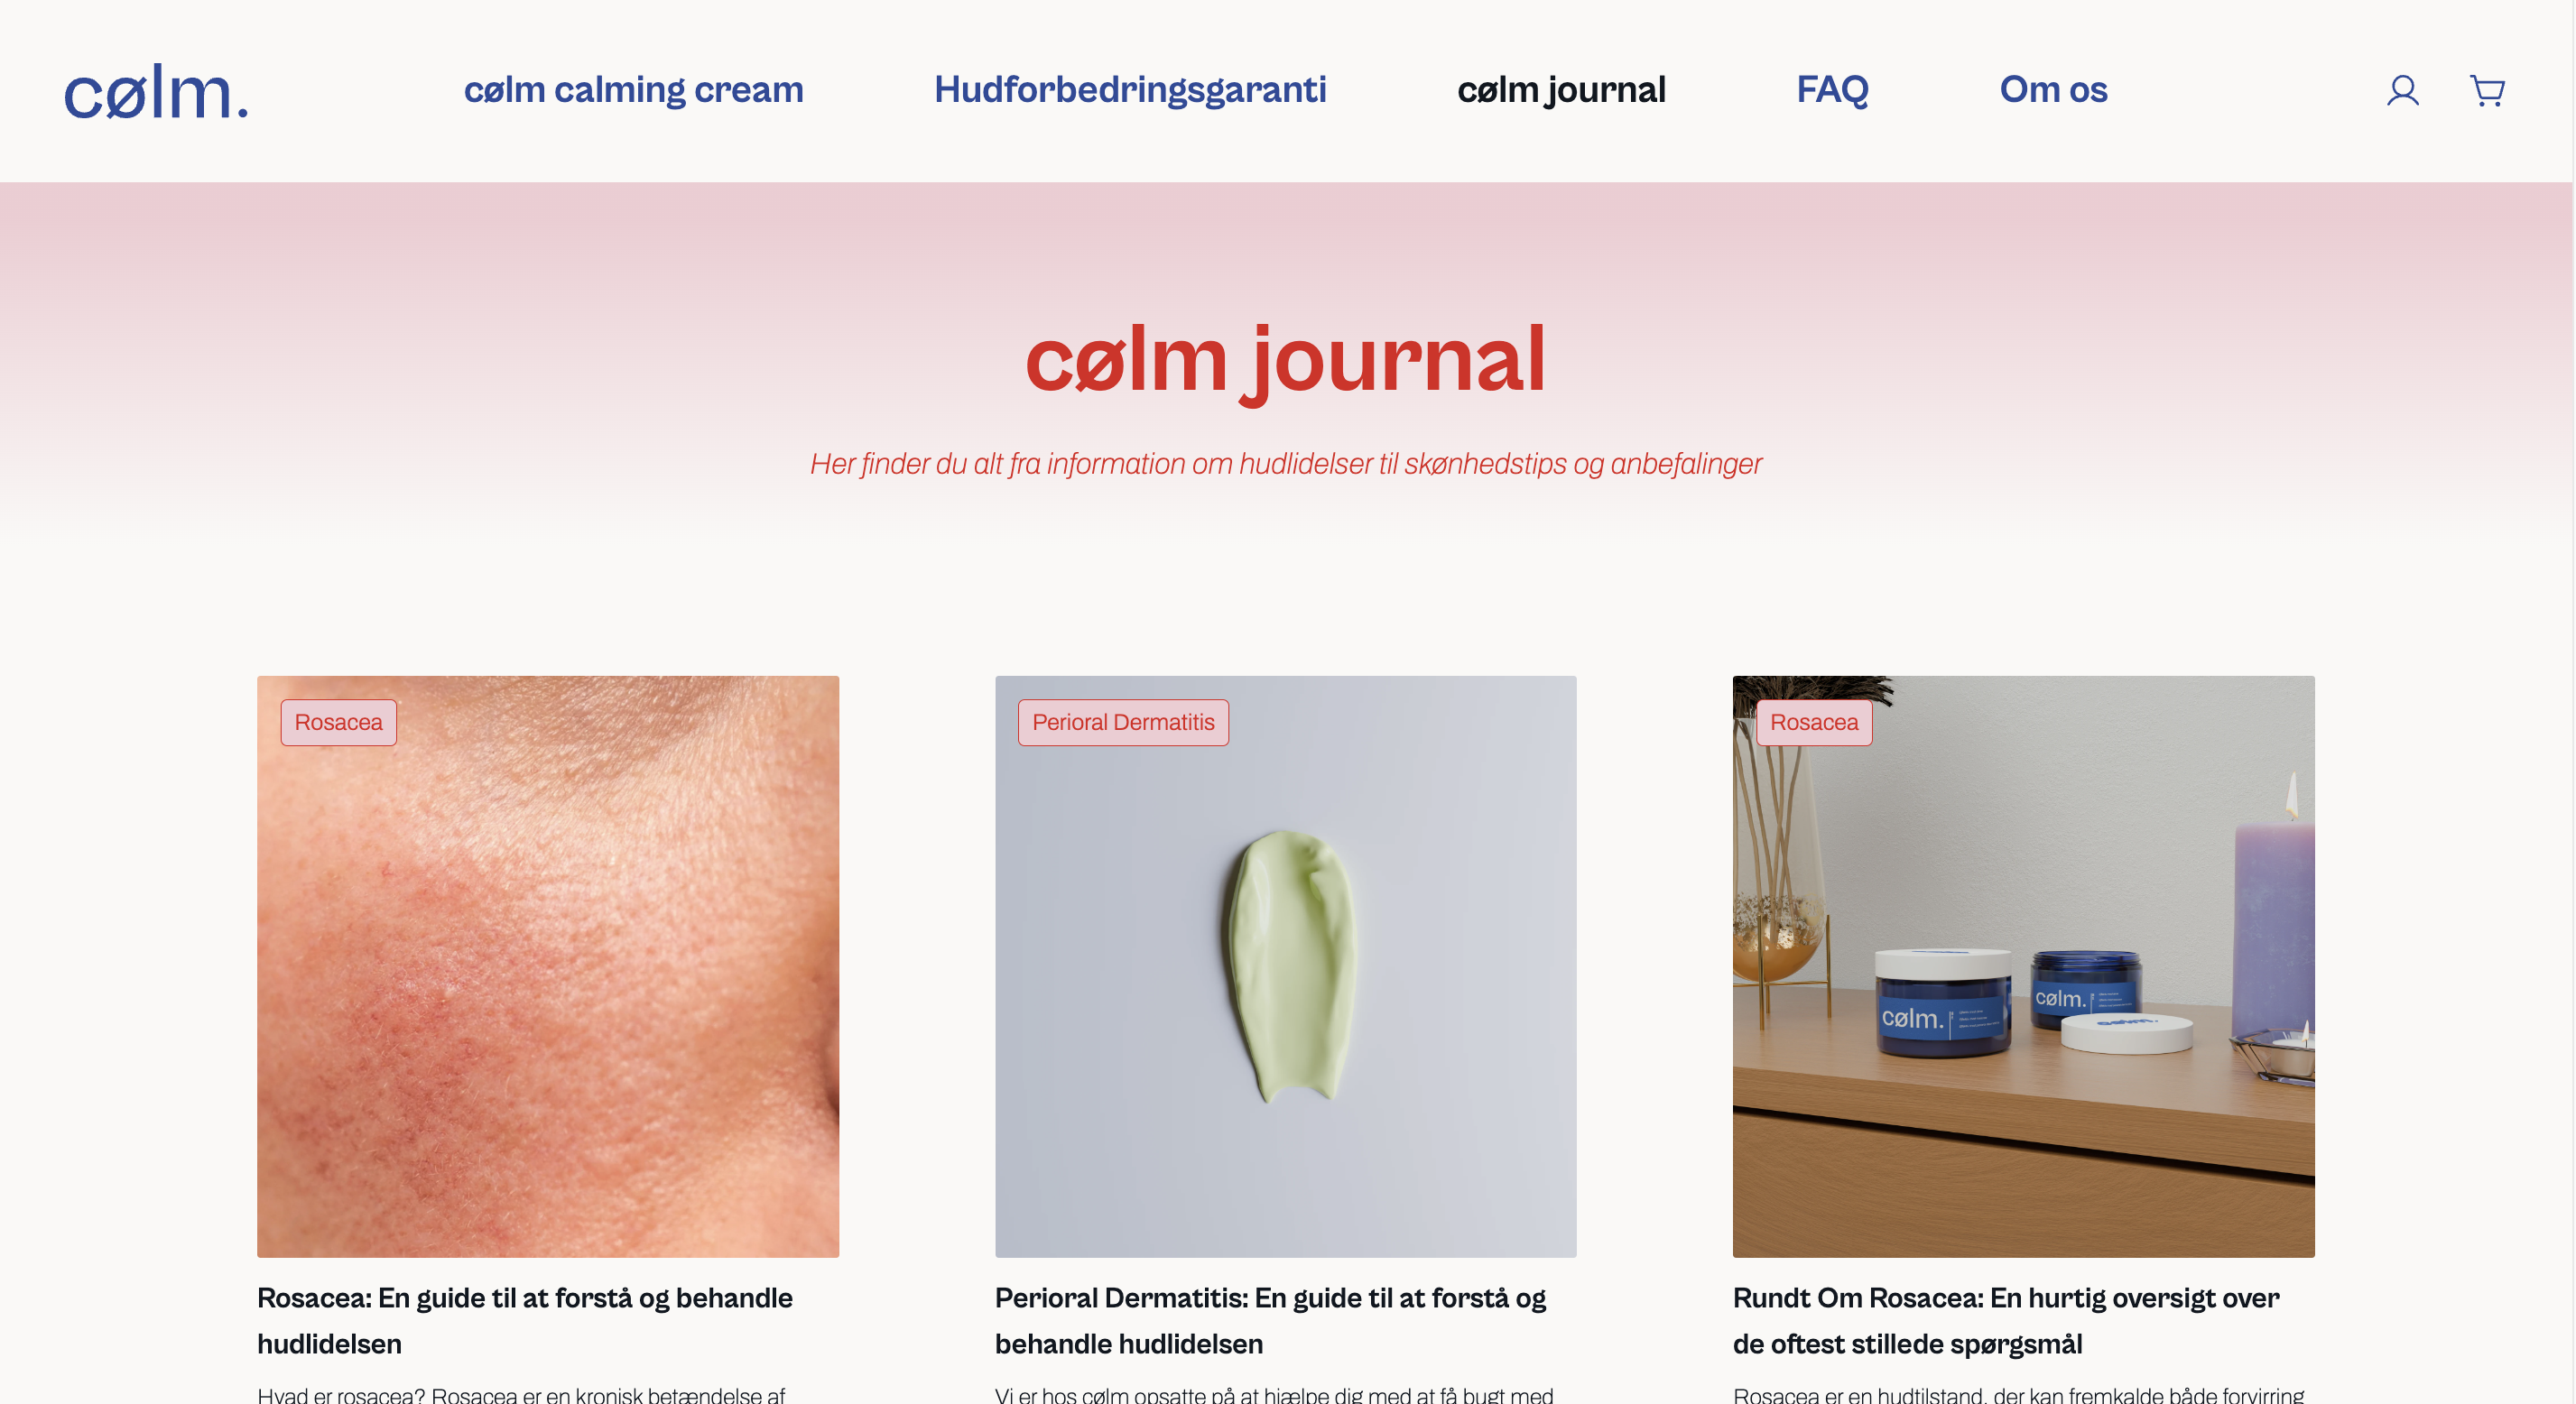 cølm.
cølm calming cream
Hudforbedringsgaranti
cølm journal
FAQ
Om os
cølm journal
Her finder du alt fra information om hudlidelser til skønhedstips og anbefalinger
Rosacea
Perioral Dermatitis
Rosacea
cølm.
cølm.
Rosacea: En guide til at forstå og behandle
hudlidelsen
Perioral Dermatitis: En guide til at forstå og
behandle hudlidelsen
Rundt Om Rosacea: En hurtig oversigt over
de oftest stillede spørgsmål
Hvad er rosacea? Rosacea er en kronisk betændelse af
Vi er hos cølm opsatte på at hjælpe dig med at få bugt med
Rosacea er en hudtilstand, der kan fremkalde både forvirring